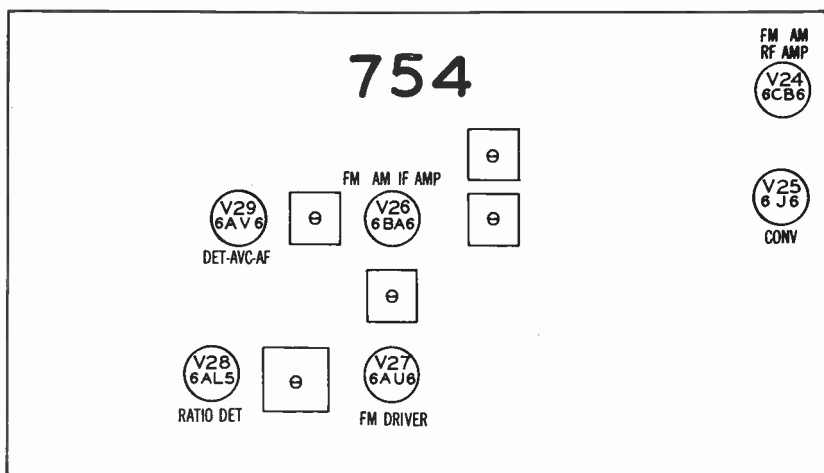 754
FM AM
RF AMP
V24
6CB6
V25
6J6
CONV
FM AM IF AMP
V29
6AV6
DET-AVC-AF
V26
6BA6
V28
6AL5
RATIO DET
V27
6AU6
FM DRIVER